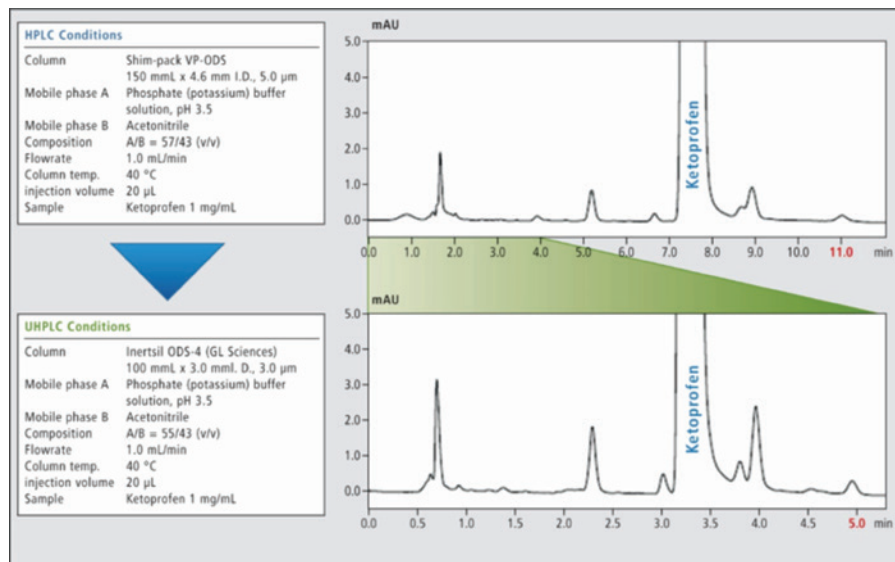 HPLC Conditions
Column Shim-pack VP-ODS
150 mmL x 4.6 mm I.D., 5.0 µm
Mobile phase A Phosphate (potassium) buffer
solution, pH 3.5
Mobile phase B Acetonitrile
Composition A/B = 57/43 (v/v)
Flowrate 1.0 mL/min
Column temp. 40 °C
injection volume 20 µL
Sample Ketoprofen 1 mg/mL
mAU
5.0
4.0
3.0
2.0
1.0
0.0
Ketoprofen
0.0 1.0 2.0 3.0 4.0 5.0 6.0 7.0 8.0 9.0 10.0 11.0 min
UHPLC Conditions
Column Inertsil ODS-4 (GL Sciences)
100 mmL x 3.0 mml. D., 3.0 µm
Mobile phase A Phosphate (potassium) buffer
solution, pH 3.5
Mobile phase B Acetonitrile
Composition A/B = 55/43 (v/v)
Flowrate 1.0 mL/min
Column temp. 40 °C
injection volume 20 µL
Sample Ketoprofen 1 mg/mL
mAU
5.0
4.0
3.0
2.0
1.0
0.0
Ketoprofen
0.0 0.5 1.0 1.5 2.0 2.5 3.0 3.5 4.0 4.5 5.0 min